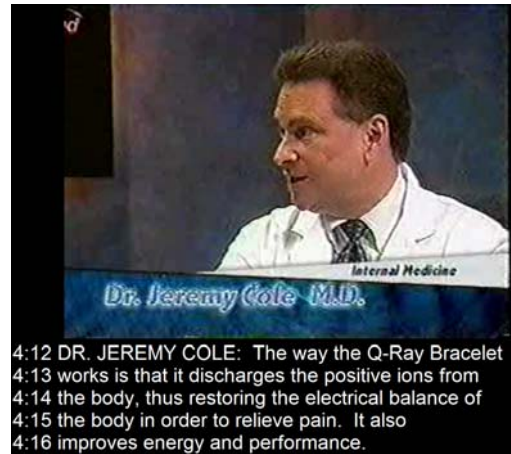 Internal Medicine
Dr. Jeremy Cole M.D.
4:12 DR. JEREMY COLE:  The way the Q-Ray Bracelet
4:13 works is that it discharges the positive ions from
4:14 the body, thus restoring the electrical balance of
4:15 the body in order to relieve pain.  It also
4:16 improves energy and performance.